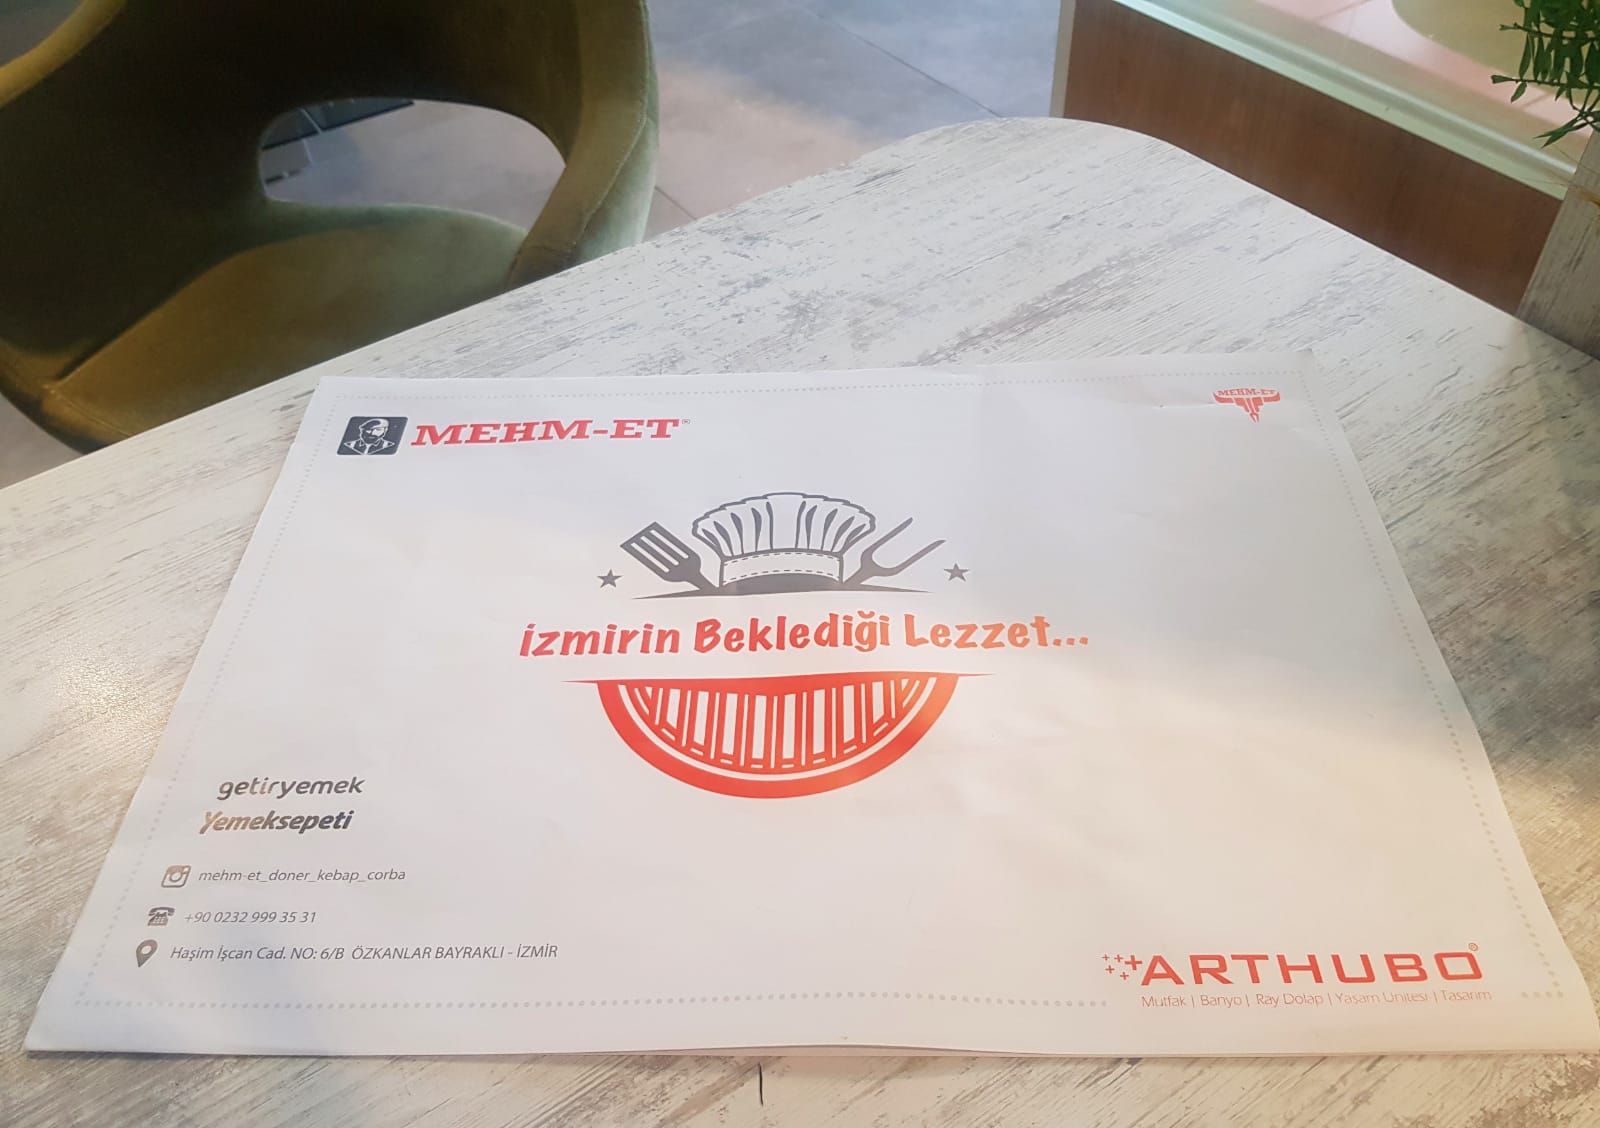 MEHM-ET®
MEHM-ET
izmirin Beklediği Lezzet...
getiryemek
Yemeksepeti
mehm-et_doner_kebap_corba
+90 0232 999 35 31
Haşim İşcan Cad. NO: 6/B ÖZKANLAR BAYRAKLI - İZMİR
ARTHUBO®
Mutfak | Banyo | Ray Dolap | Yaşam Ünitesi | Tasarım